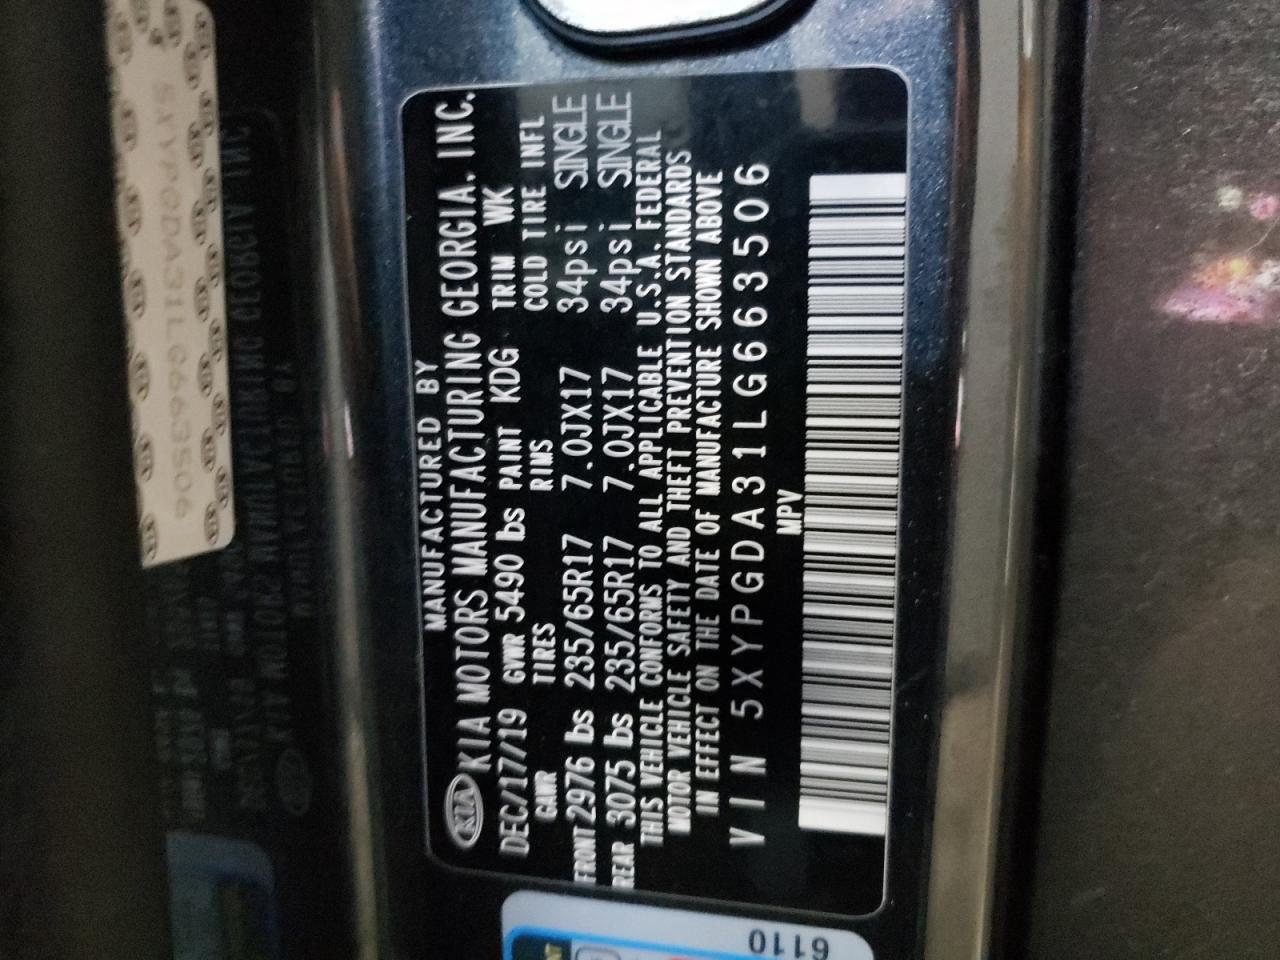 MANUFACTURED BY
KIA KIA MOTORS MANUFACTURING GEORGIA, INC.
DEC/17/19 GVWR 5490 lbs PAINT KDG TRIM WK
GAWR TIRES RIMS COLD TIRE INFL
FRONT 2976 lbs 235/65R17 7.0JX17 34psi SINGLE
REAR 3075 lbs 235/65R17 7.0JX17 34psi SINGLE
THIS VEHICLE CONFORMS TO ALL APPLICABLE U.S.A. FEDERAL
MOTOR VEHICLE SAFETY AND THEFT PREVENTION STANDARDS
IN EFFECT ON THE DATE OF MANUFACTURE SHOWN ABOVE
VIN 5XYPGDA31LG663506
MPV
5XYPGDA31LG663506
6110